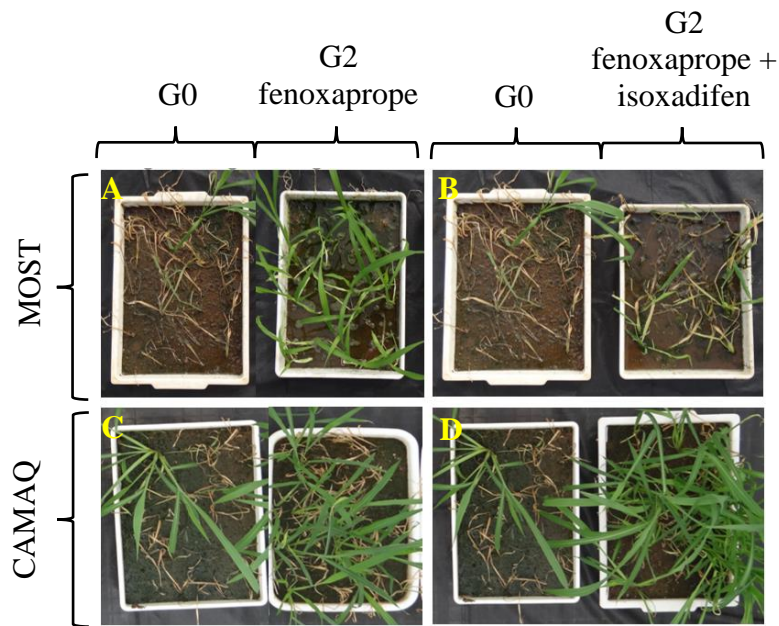 G0
G2
fenoxaprope
G0
G2
fenoxaprope +
isoxadifen
MOST
A
B
CAMAQ
C
D